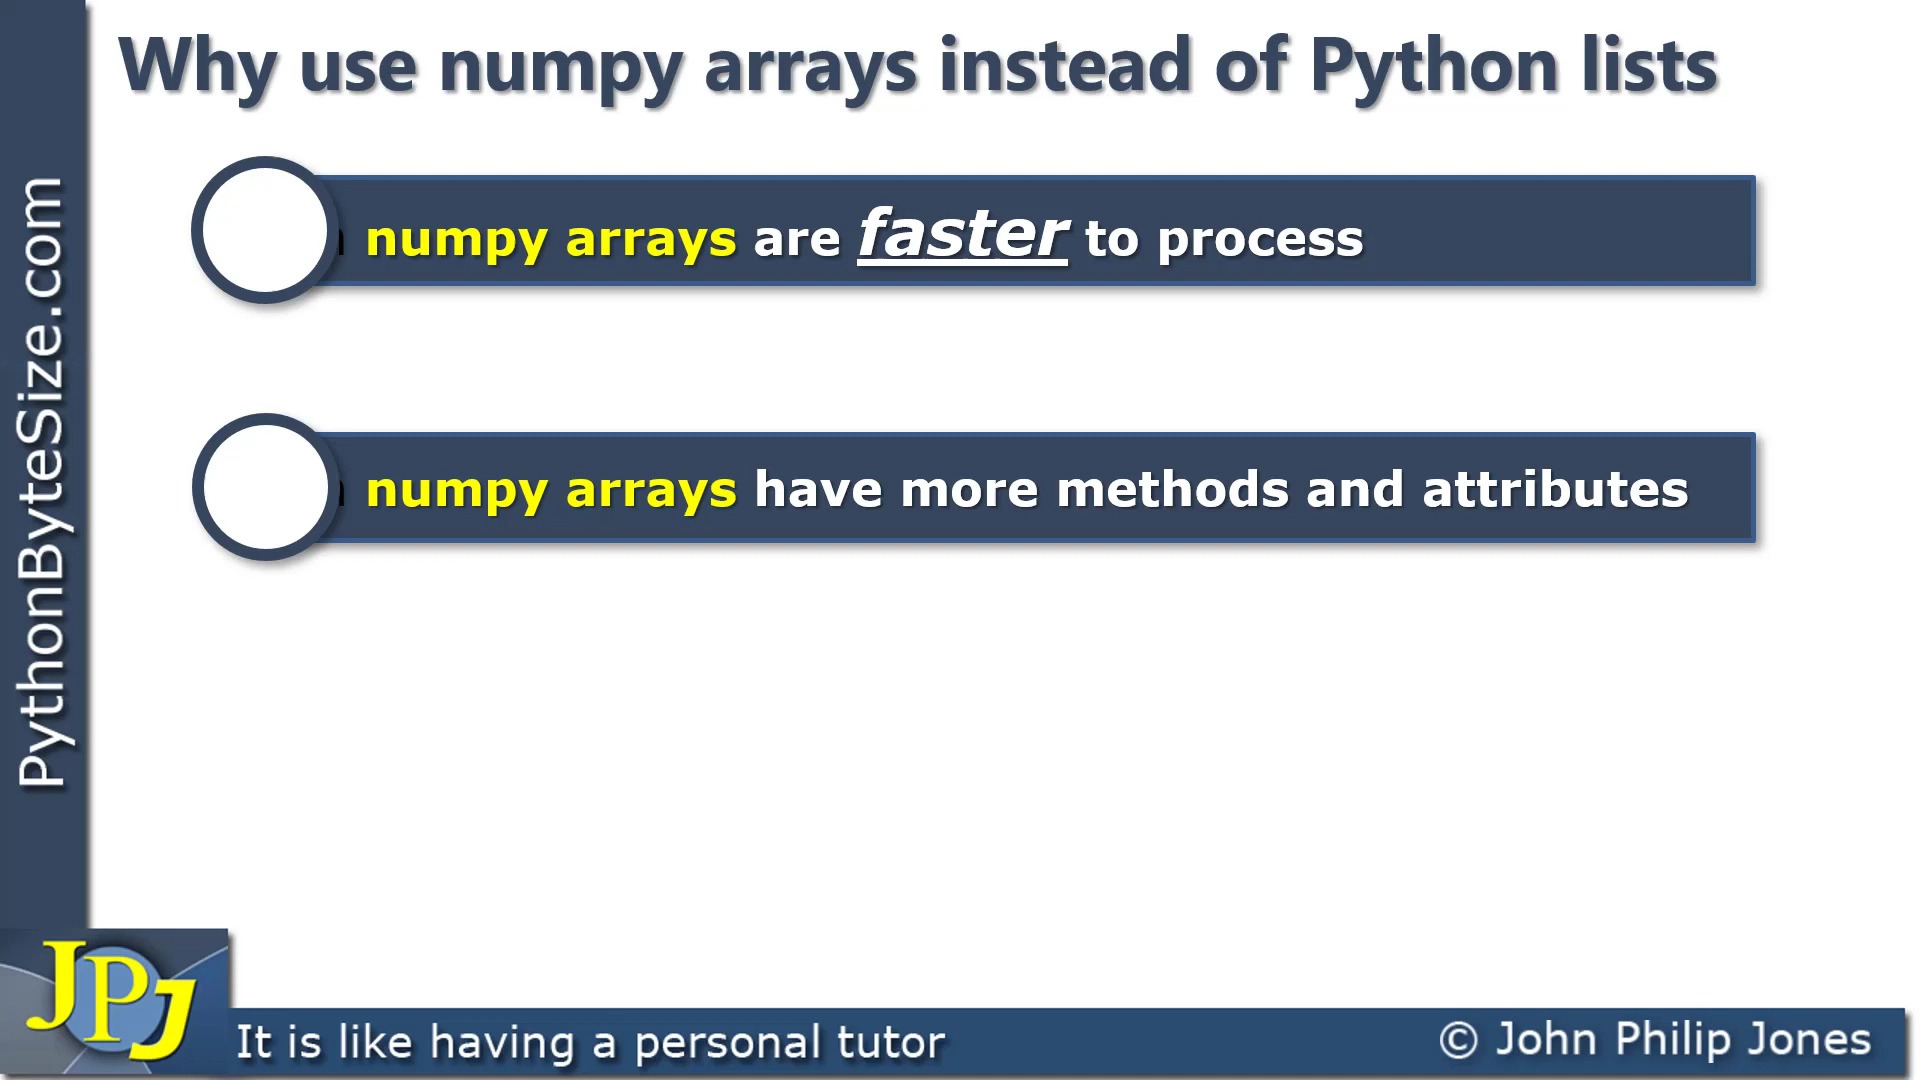 Why use numpy arrays instead of Python lists
numpy arrays are faster to process
numpy arrays have more methods and attributes
PythonByteSize.com
JPJ
It is like having a personal tutor
© John Philip Jones